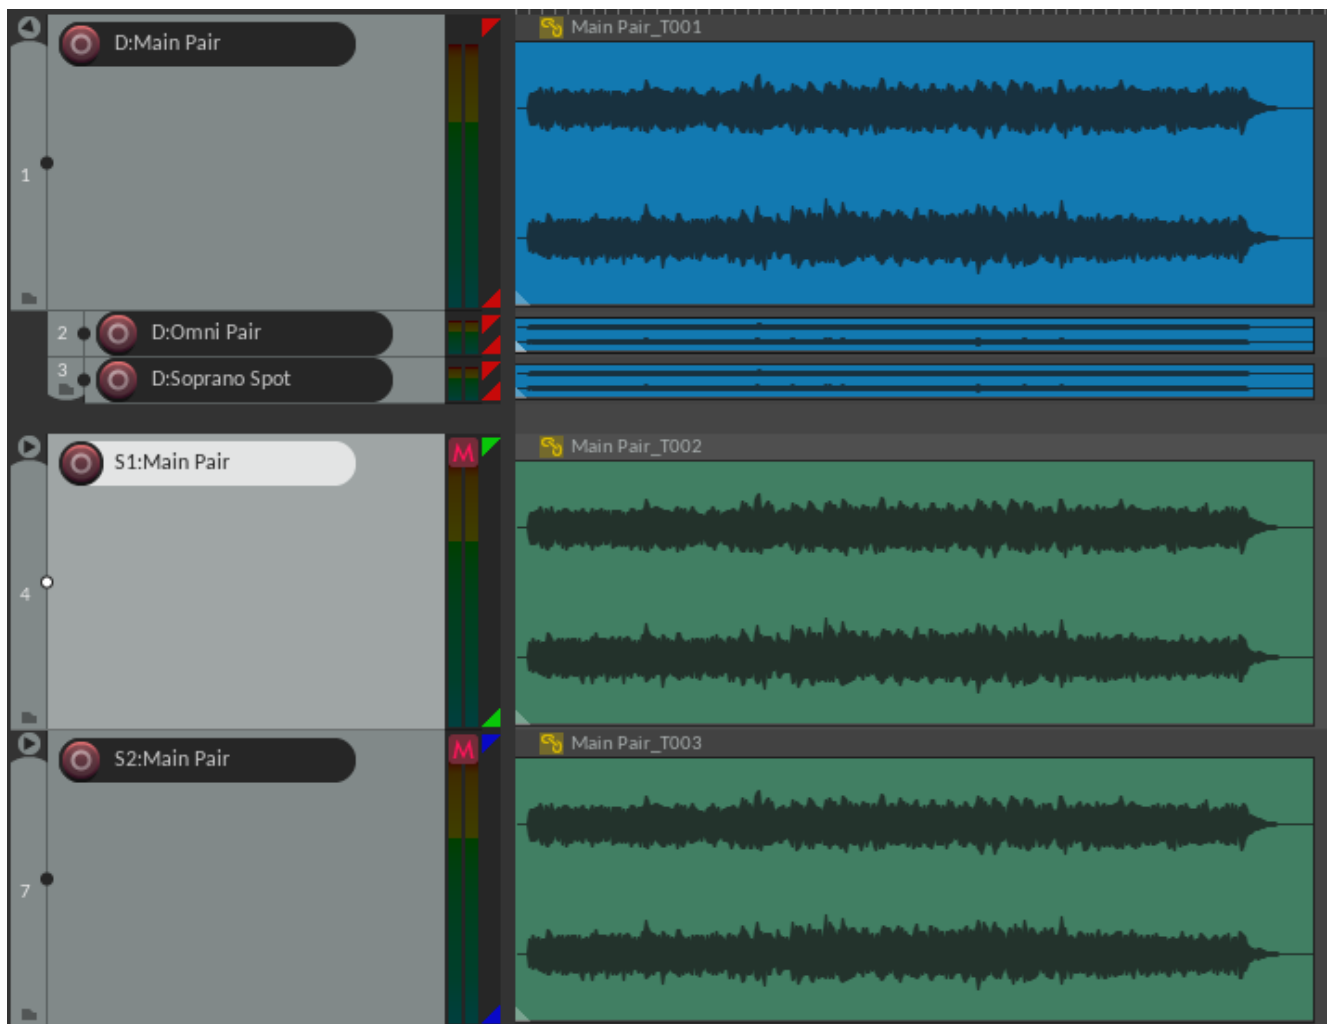 D:Main Pair
Main Pair_T001
1
2
D:Omni Pair
3
D:Soprano Spot
S1:Main Pair
M
Main Pair_T002
4
S2:Main Pair
M
Main Pair_T003
7